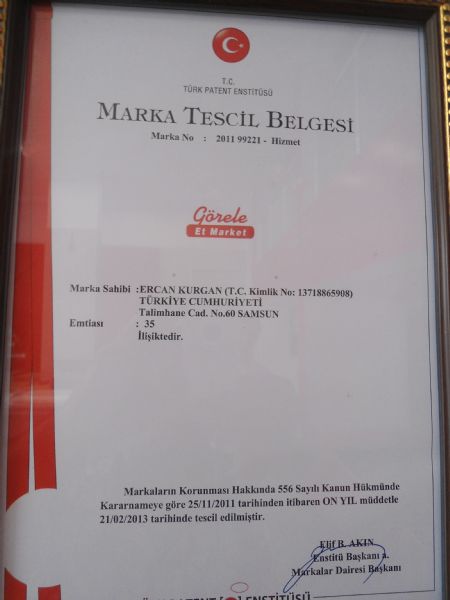 T.C.
TÜRK PATENT ENSTİTÜSÜ
MARKA TESCİL BELGESİ
Marka No : 2011 99221 - Hizmet
Görele
Et Market
Marka Sahibi :ERCAN KURGAN (T.C. Kimlik No: 13718865908)
TÜRKİYE CUMHURİYETİ
Talimhane Cad. No.60 SAMSUN
Emtiası : 35
İlişiktedir.
Markaların Korunması Hakkında 556 Sayılı Kanun Hükmünde
Kararnameye göre 25/11/2011 tarihinden itibaren ON YIL müddetle
21/02/2013 tarihinde tescil edilmiştir.
Elif B. AKIN
Enstitü Başkanı a.
Markalar Dairesi Başkanı
PATENT ENSTİTÜSÜ